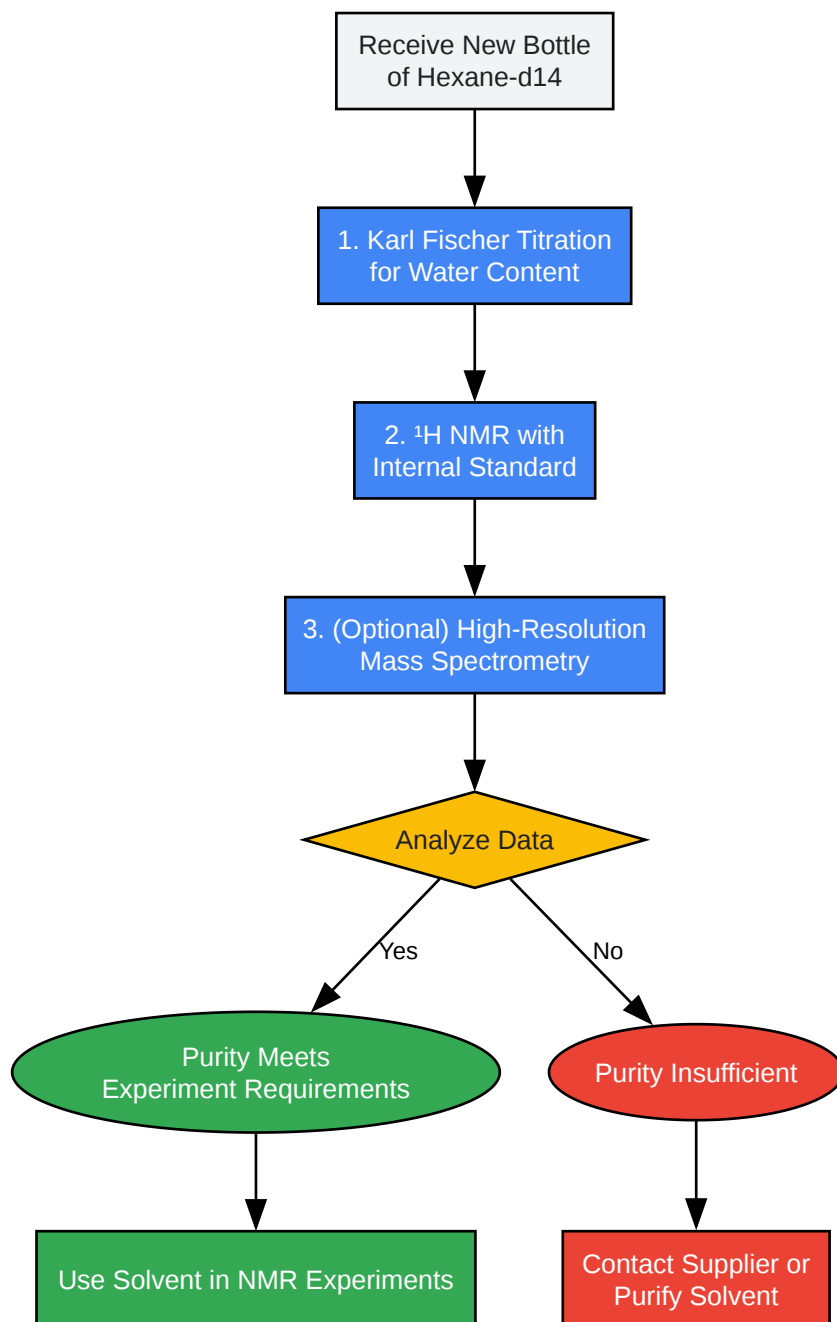 Receive New Bottle
of Hexane-d14
1. Karl Fischer Titration
for Water Content
2. ¹H NMR with
Internal Standard
3. (Optional) High-Resolution
Mass Spectrometry
Analyze Data
Yes
No
Purity Meets
Experiment Requirements
Purity Insufficient
Use Solvent in NMR Experiments
Contact Supplier or
Purify Solvent